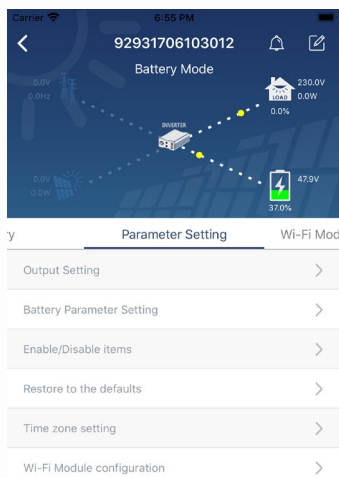 Carrier 6:55 PM
92931706103012
Battery Mode
0.0V
0.0Hz
230.0V
0.0W
LOAD
0.0%
INVERTER
0.0V
0.0W
47.9V
37.0%
ry Parameter Setting Wi-Fi Mod
Output Setting
Battery Parameter Setting
Enable/Disable items
Restore to the defaults
Time zone setting
Wi-Fi Module configuration